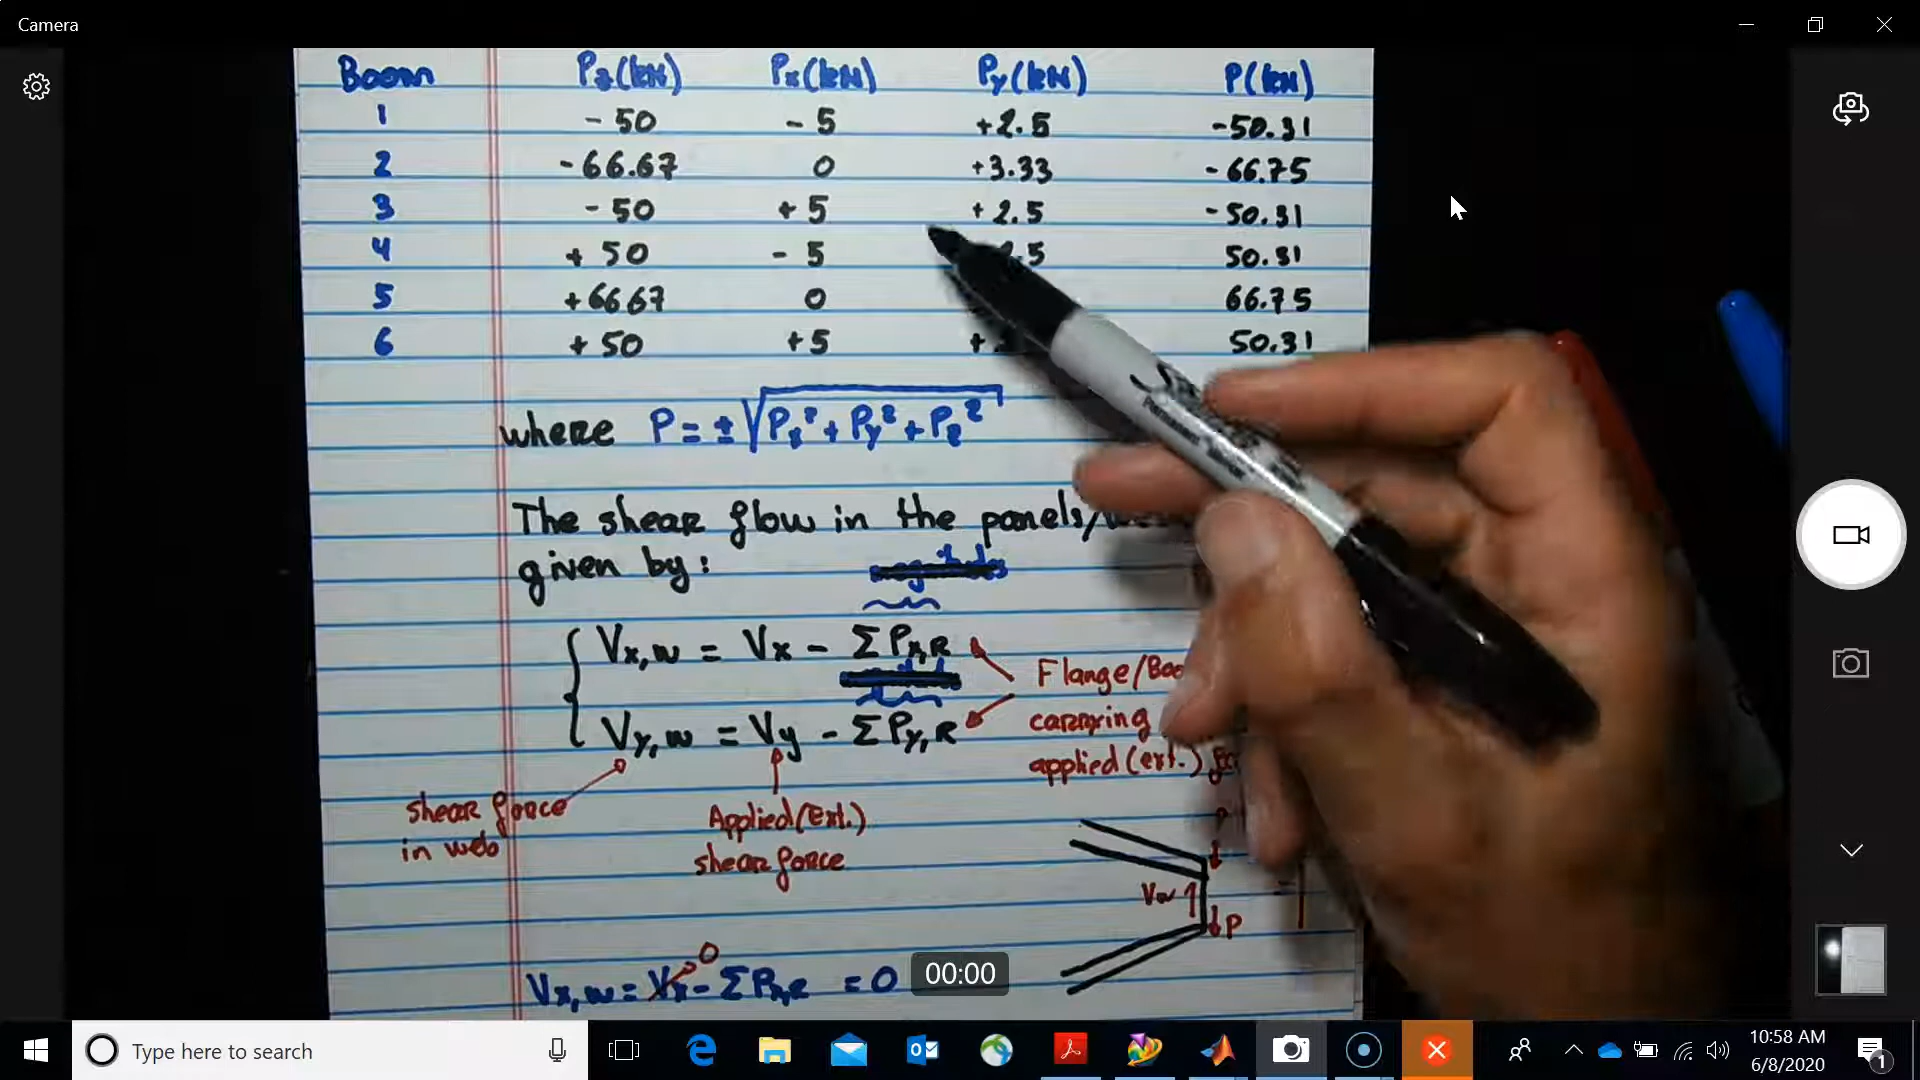 Camera
Boom Pz(kN) Px(kN) Py(kN) P(kN)
1 -50 -5 +2.5 -50.31
2 -66.67 0 +3.33 -66.75
3 -50 +5 +2.5 -50.31
4 +50 -5 .5 50.31
5 +66.67 0 66.75
6 +50 +5 + 50.31
where P = ± √Px² + Py² + Pz²
The shear flow in the panels/
given by:
Vx,w = Vx - ΣPx,R
Flange/
Vy,w = Vy - ΣPy,R
carrying
applied (ext.)
shear force
in web
Applied (Ext.)
shear force
P
Vw
P
0
Vx,w = Vx - ΣPx,R = 0
00:00
Type here to search
10:58 AM
6/8/2020
1